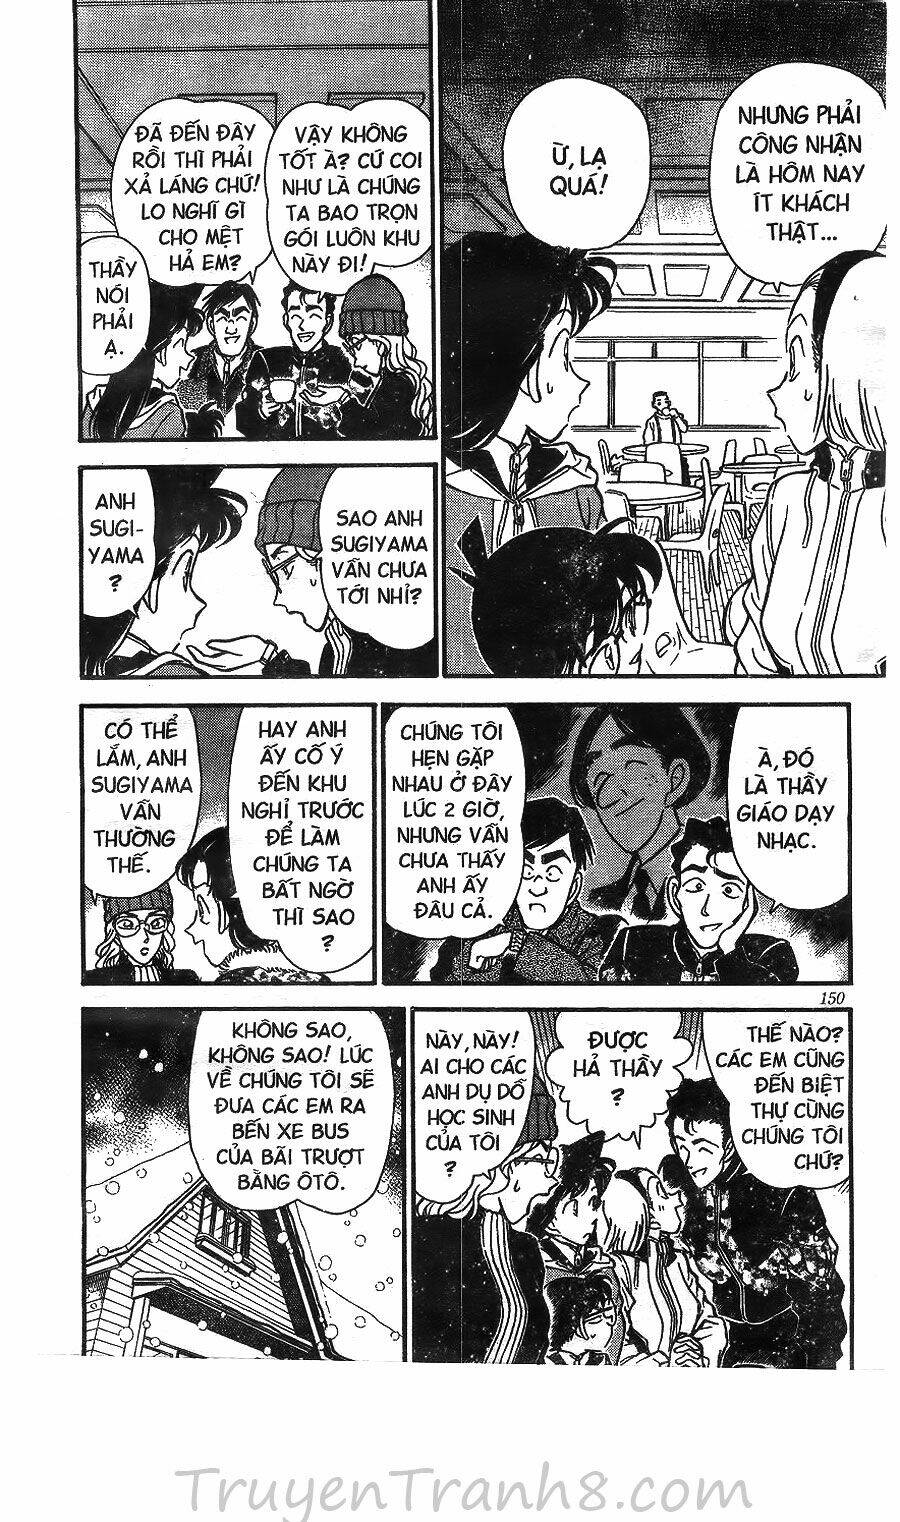 NHƯNG PHẢI
CÔNG NHẬN
LÀ HÔM NAY
ÍT KHÁCH
THẬT...
Ừ, LẠ
QUÁ!
VẬY KHÔNG
TỐT À? CỨ COI
NHƯ LÀ CHÚNG
TA BAO TRỌN
GÓI LUÔN KHU
NÀY ĐI!
ĐÃ ĐẾN ĐÂY
RỒI THÌ PHẢI
XẢ LÁNG CHỨ!
LO NGHĨ GÌ
CHO MỆT
HẢ EM?
THẦY
NÓI
PHẢI
Ạ.
SAO ANH
SUGIYAMA
VẪN CHƯA
TỚI NHỈ?
ANH
SUGI-
YAMA
?
À, ĐÓ
LÀ THẦY
GIÁO DẠY
NHẠC.
CHÚNG TÔI
HẸN GẶP
NHAU Ở ĐÂY
LÚC 2 GIỜ,
NHƯNG VẪN
CHƯA THẤY
ANH ẤY
ĐÂU CẢ.
HAY ANH
ẤY CỐ Ý
ĐẾN KHU
NGHỈ TRƯỚC
ĐỂ LÀM
CHÚNG TA
BẤT NGỜ
THÌ SAO
?
CÓ THỂ
LẮM, ANH
SUGIYAMA
VẪN
THƯỜNG
THẾ.
150
THẾ NÀO?
CÁC EM CŨNG
ĐẾN BIỆT
THỰ CÙNG
CHÚNG TÔI
CHỨ?
ĐƯỢC
HẢ THẦY
?
NÀY, NÀY!
AI CHO CÁC
ANH DỤ DỖ
HỌC SINH
CỦA TÔI
?
KHÔNG SAO,
KHÔNG SAO! LÚC
VỀ CHÚNG TÔI SẼ
ĐƯA CÁC EM RA
BẾN XE BUS
CỦA BÃI TRƯỢT
BẰNG ÔTÔ.
TruyenTranh8.com